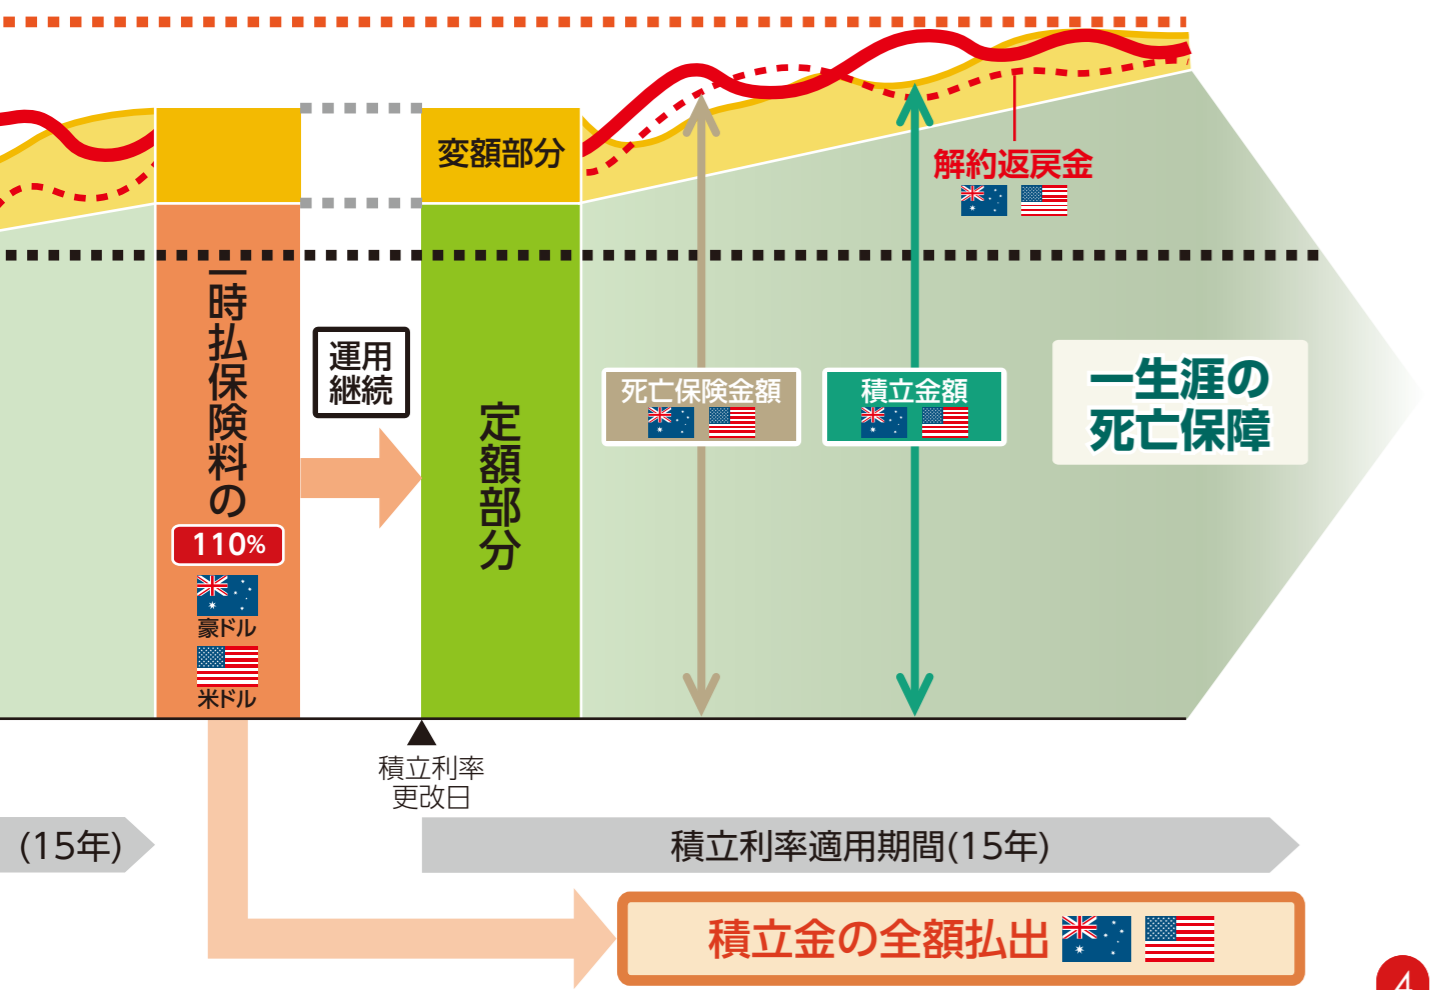 変額部分
解約返戻金
一時払保険料の
110%
豪ドル
米ドル
運用
継続
定額部分
死亡保険金額
積立金額
一生涯の
死亡保障
積立利率
更改日
(15年)
積立利率適用期間(15年)
積立金の全額払出
4